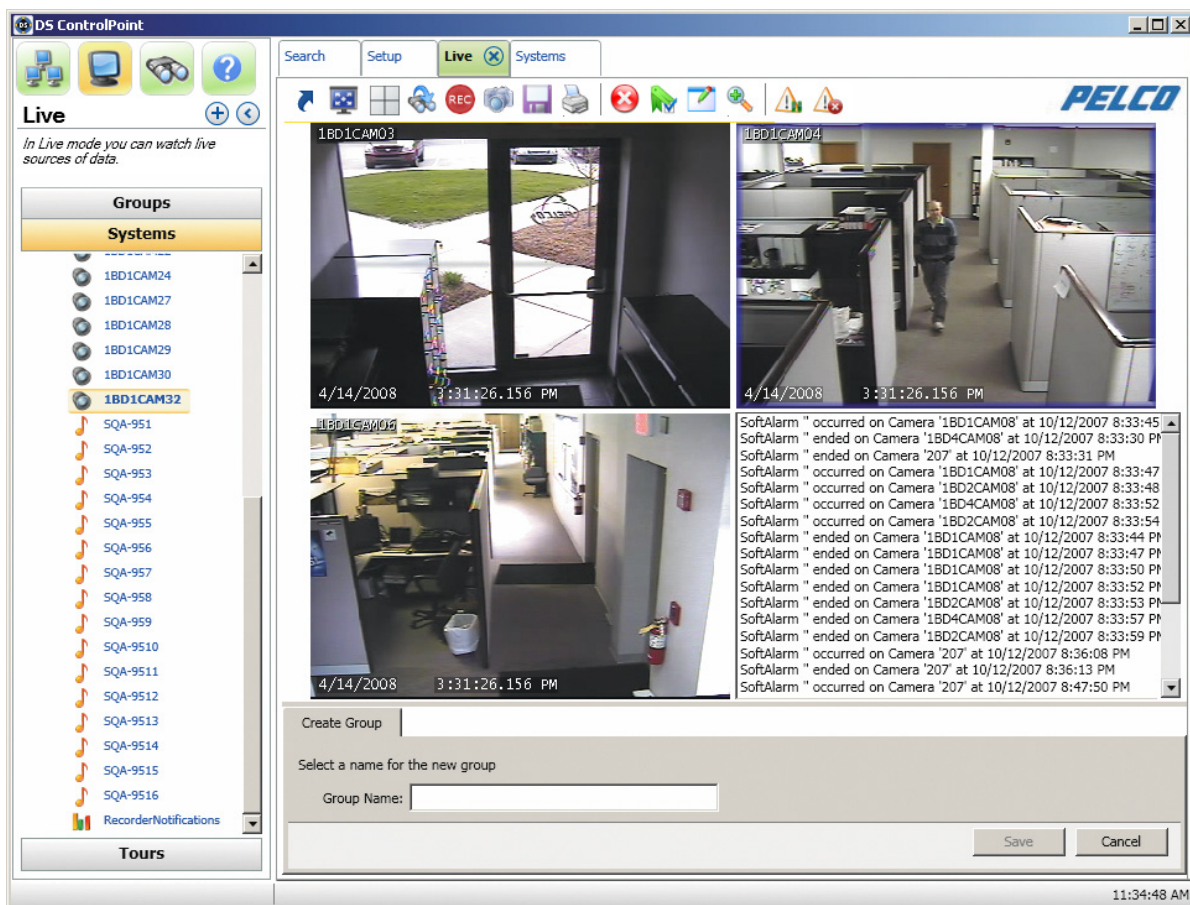 DS ControlPoint
Search
Setup
Live
Systems
REC
PELCO
Live
In Live mode you can watch live
sources of data.
Groups
Systems
1BD1CAM24
1BD1CAM27
1BD1CAM28
1BD1CAM29
1BD1CAM30
1BD1CAM32
SQA-951
SQA-952
SQA-953
SQA-954
SQA-955
SQA-956
SQA-957
SQA-958
SQA-959
SQA-9510
SQA-9511
SQA-9512
SQA-9513
SQA-9514
SQA-9515
SQA-9516
RecorderNotifications
Tours
1BD1CAM03
4/14/2008 3:31:26.156 PM
1BD1CAM04
4/14/2008 3:31:26.156 PM
1BD1CAM06
4/14/2008 3:31:26.156 PM
SoftAlarm '' occurred on Camera '1BD1CAM08' at 10/12/2007 8:33:45
SoftAlarm '' ended on Camera '1BD4CAM08' at 10/12/2007 8:33:30 PM
SoftAlarm '' ended on Camera '207' at 10/12/2007 8:33:31 PM
SoftAlarm '' occurred on Camera '1BD1CAM08' at 10/12/2007 8:33:47
SoftAlarm '' occurred on Camera '1BD2CAM08' at 10/12/2007 8:33:48
SoftAlarm '' occurred on Camera '1BD4CAM08' at 10/12/2007 8:33:52
SoftAlarm '' occurred on Camera '1BD2CAM08' at 10/12/2007 8:33:54
SoftAlarm '' ended on Camera '1BD1CAM08' at 10/12/2007 8:33:44 PM
SoftAlarm '' ended on Camera '1BD1CAM08' at 10/12/2007 8:33:47 PM
SoftAlarm '' ended on Camera '1BD1CAM08' at 10/12/2007 8:33:50 PM
SoftAlarm '' ended on Camera '1BD1CAM08' at 10/12/2007 8:33:52 PM
SoftAlarm '' ended on Camera '1BD2CAM08' at 10/12/2007 8:33:53 PM
SoftAlarm '' ended on Camera '1BD4CAM08' at 10/12/2007 8:33:57 PM
SoftAlarm '' ended on Camera '1BD2CAM08' at 10/12/2007 8:33:59 PM
SoftAlarm '' occurred on Camera '207' at 10/12/2007 8:36:08 PM
SoftAlarm '' ended on Camera '207' at 10/12/2007 8:36:13 PM
SoftAlarm '' occurred on Camera '207' at 10/12/2007 8:47:50 PM
Create Group
Select a name for the new group
Group Name:
Save
Cancel
11:34:48 AM